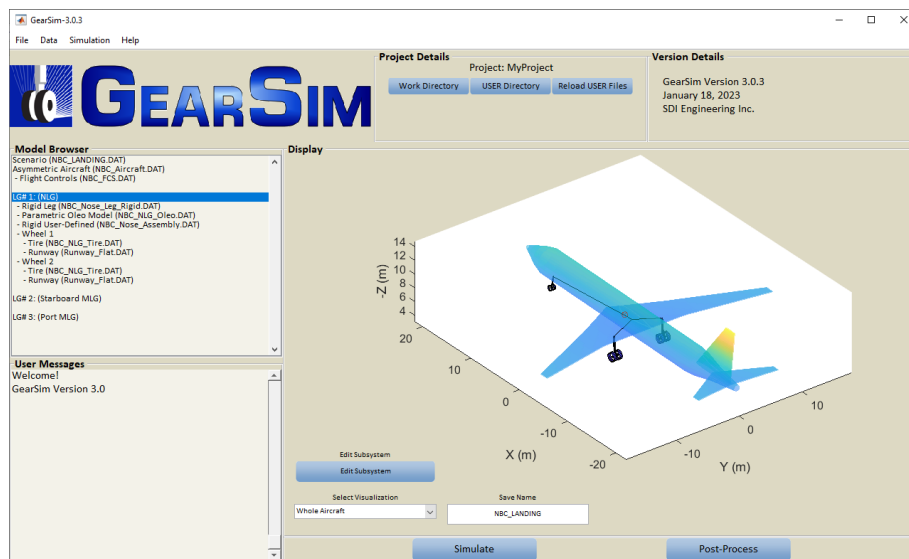 GearSim-3.0.3
File Data Simulation Help
GEARSIM
Project Details
Project: MyProject
Work Directory USER Directory Reload USER Files
Version Details
GearSim Version 3.0.3
January 18, 2023
SDI Engineering Inc.
Model Browser
Scenario (NBC_LANDING.DAT)
Asymmetric Aircraft (NBC_Aircraft.DAT)
- Flight Controls (NBC_FCS.DAT)
LG# 1: (NLG)
- Rigid Leg (NBC_Nose_Leg_Rigid.DAT)
- Parametric Oleo Model (NBC_NLG_Oleo.DAT)
- Rigid User-Defined (NBC_Nose_Assembly.DAT)
- Wheel 1
- Tire (NBC_NLG_Tire.DAT)
- Runway (Runway_Flat.DAT)
- Wheel 2
- Tire (NBC_NLG_Tire.DAT)
- Runway (Runway_Flat.DAT)
LG# 2: (Starboard MLG)
LG# 3: (Port MLG)
User Messages
Welcome!
GearSim Version 3.0
Display
14
12
10
8
6
4
-Z (m)
20
10
0
-10
-20
X (m)
-10
0
10
Y (m)
Edit Subsystem
Edit Subsystem
Select Visualization
Whole Aircraft
Save Name
NBC_LANDING
Simulate
Post-Process